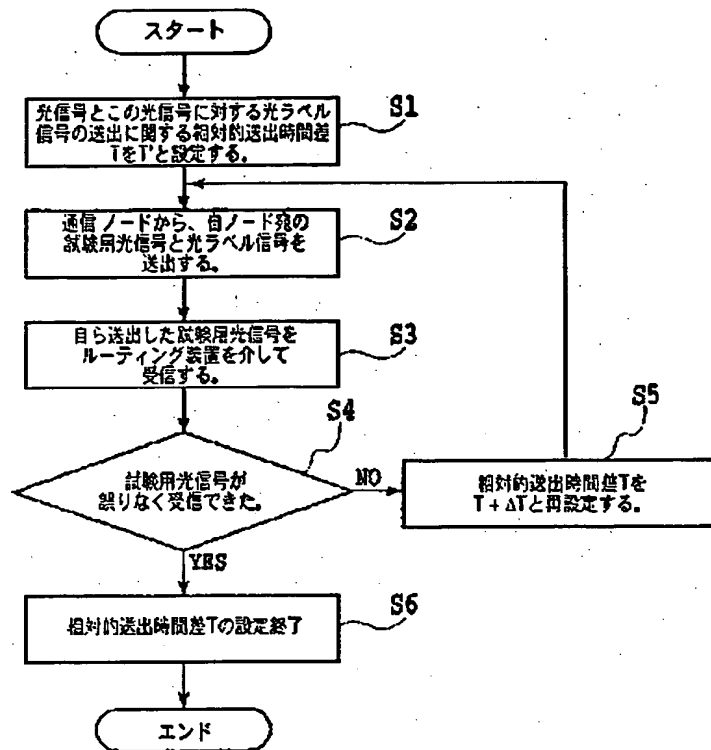 スタート
S1
光信号とこの光信号に対する光ラベル
信号の送出に関する相対的送出時間差
TをT'と設定する。
S2
通信ノードから、自ノード宛の
試験用光信号と光ラベル信号を
送出する。
S3
自ら送出した試験用光信号を
ルーティング装置を介して
受信する。
S4
試験用光信号が
誤りなく受信できた。
NO
S5
相対的送出時間差Tを
T + ΔTと再設定する。
YES
S6
相対的送出時間差Tの設定終了
エンド